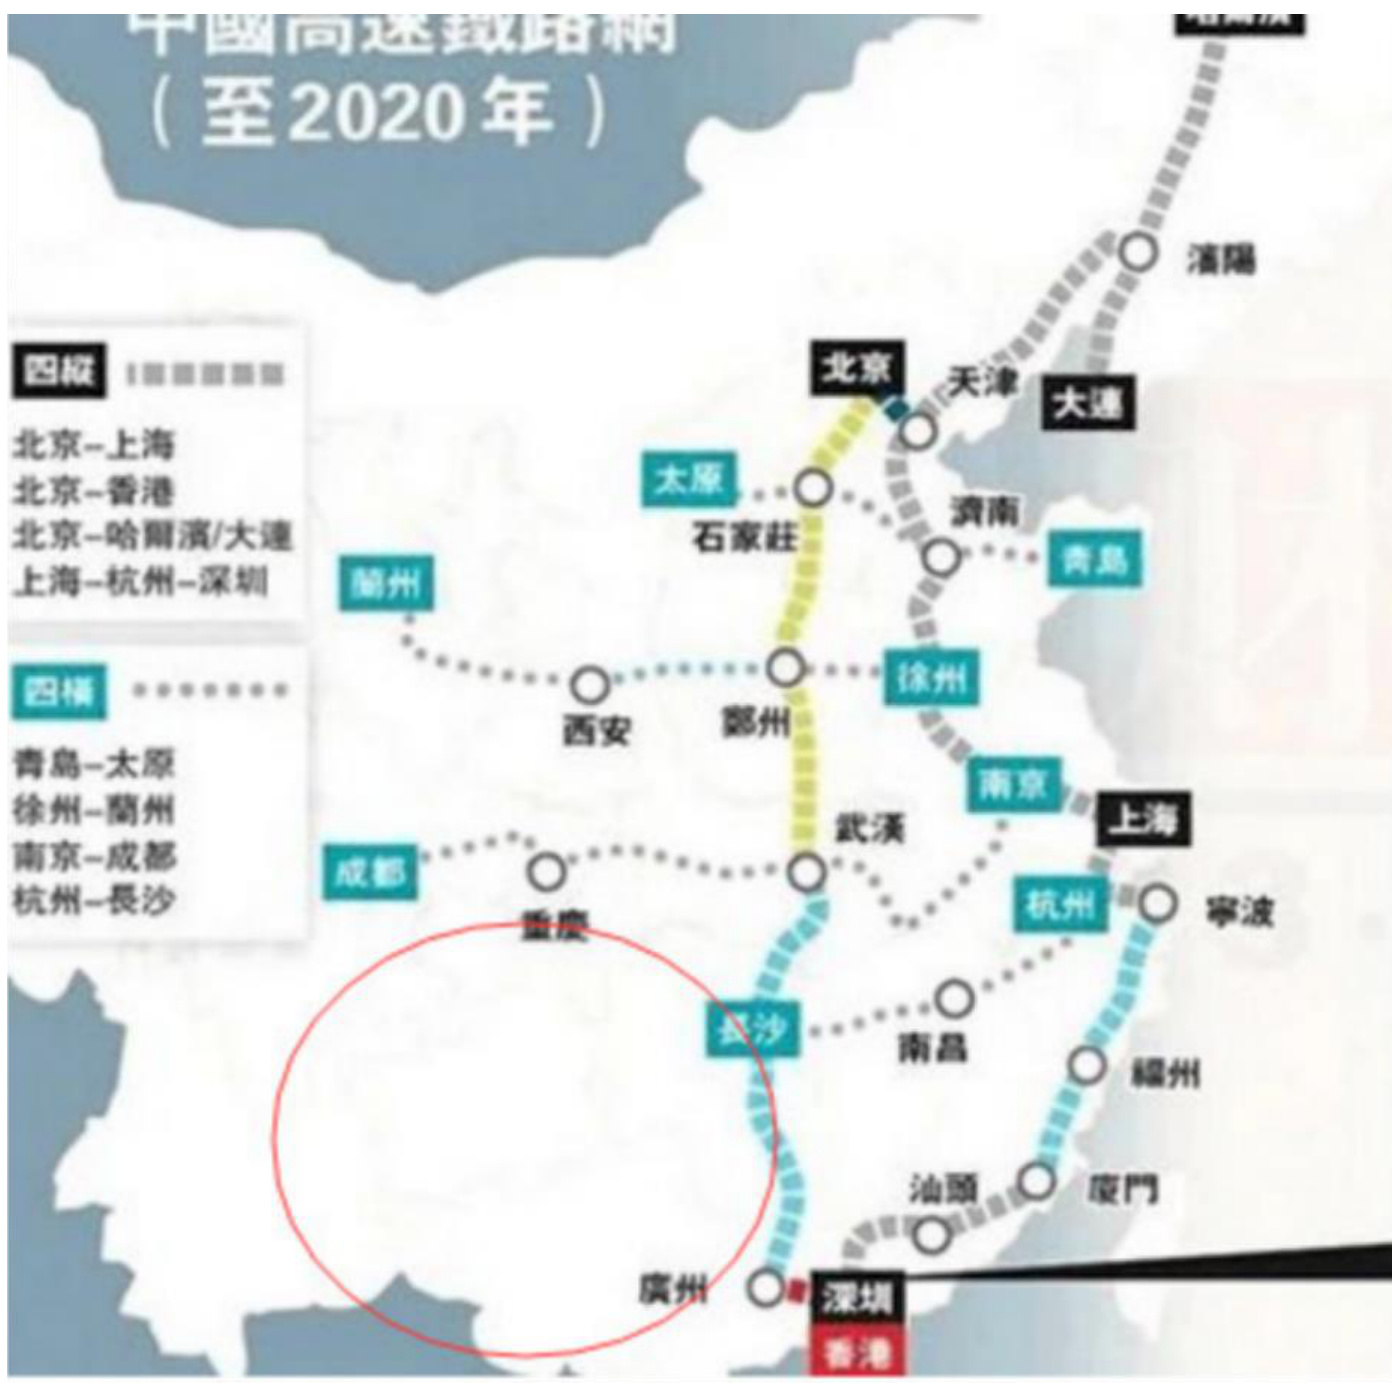 中國高速鐵路網
（至2020年）
哈爾濱
瀋陽
北京
天津
大連
四縱
北京–上海
北京–香港
北京–哈爾濱/大連
上海–杭州–深圳
太原
石家莊
濟南
青島
蘭州
四橫
青島–太原
徐州–蘭州
南京–成都
杭州–長沙
西安
鄭州
徐州
南京
上海
武漢
成都
重慶
杭州
寧波
長沙
南昌
福州
汕頭
廈門
廣州
深圳
香港